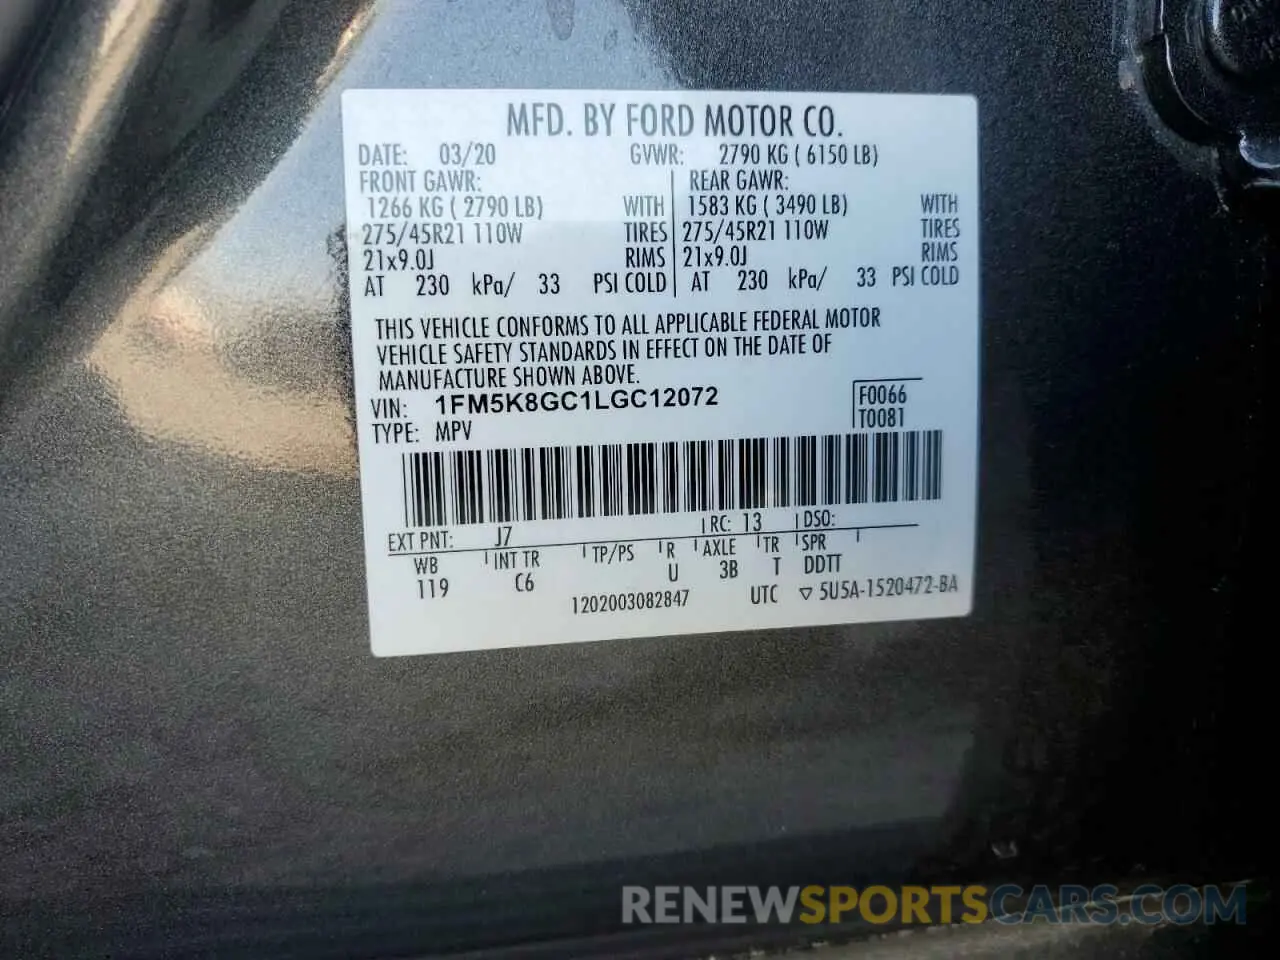 MFD. BY FORD MOTOR CO.
DATE: 03/20 GVWR: 2790 KG ( 6150 LB)
FRONT GAWR: REAR GAWR:
1266 KG ( 2790 LB) WITH 1583 KG ( 3490 LB) WITH
275/45R21 110W TIRES 275/45R21 110W TIRES
21x9.0J RIMS 21x9.0J RIMS
AT 230 kPa/ 33 PSI COLD AT 230 kPa/ 33 PSI COLD
THIS VEHICLE CONFORMS TO ALL APPLICABLE FEDERAL MOTOR
VEHICLE SAFETY STANDARDS IN EFFECT ON THE DATE OF
MANUFACTURE SHOWN ABOVE.
VIN: 1FM5K8GC1LGC12072 F0066
TYPE: MPV T0081
EXT PNT: J7 RC: 13 DSO:
WB INT TR TP/PS R AXLE TR SPR
119 C6 U 3B T DDTT
1202003082847 UTC ▽ 5U5A-1520472-BA
RENEWSPORTSCARS.COM